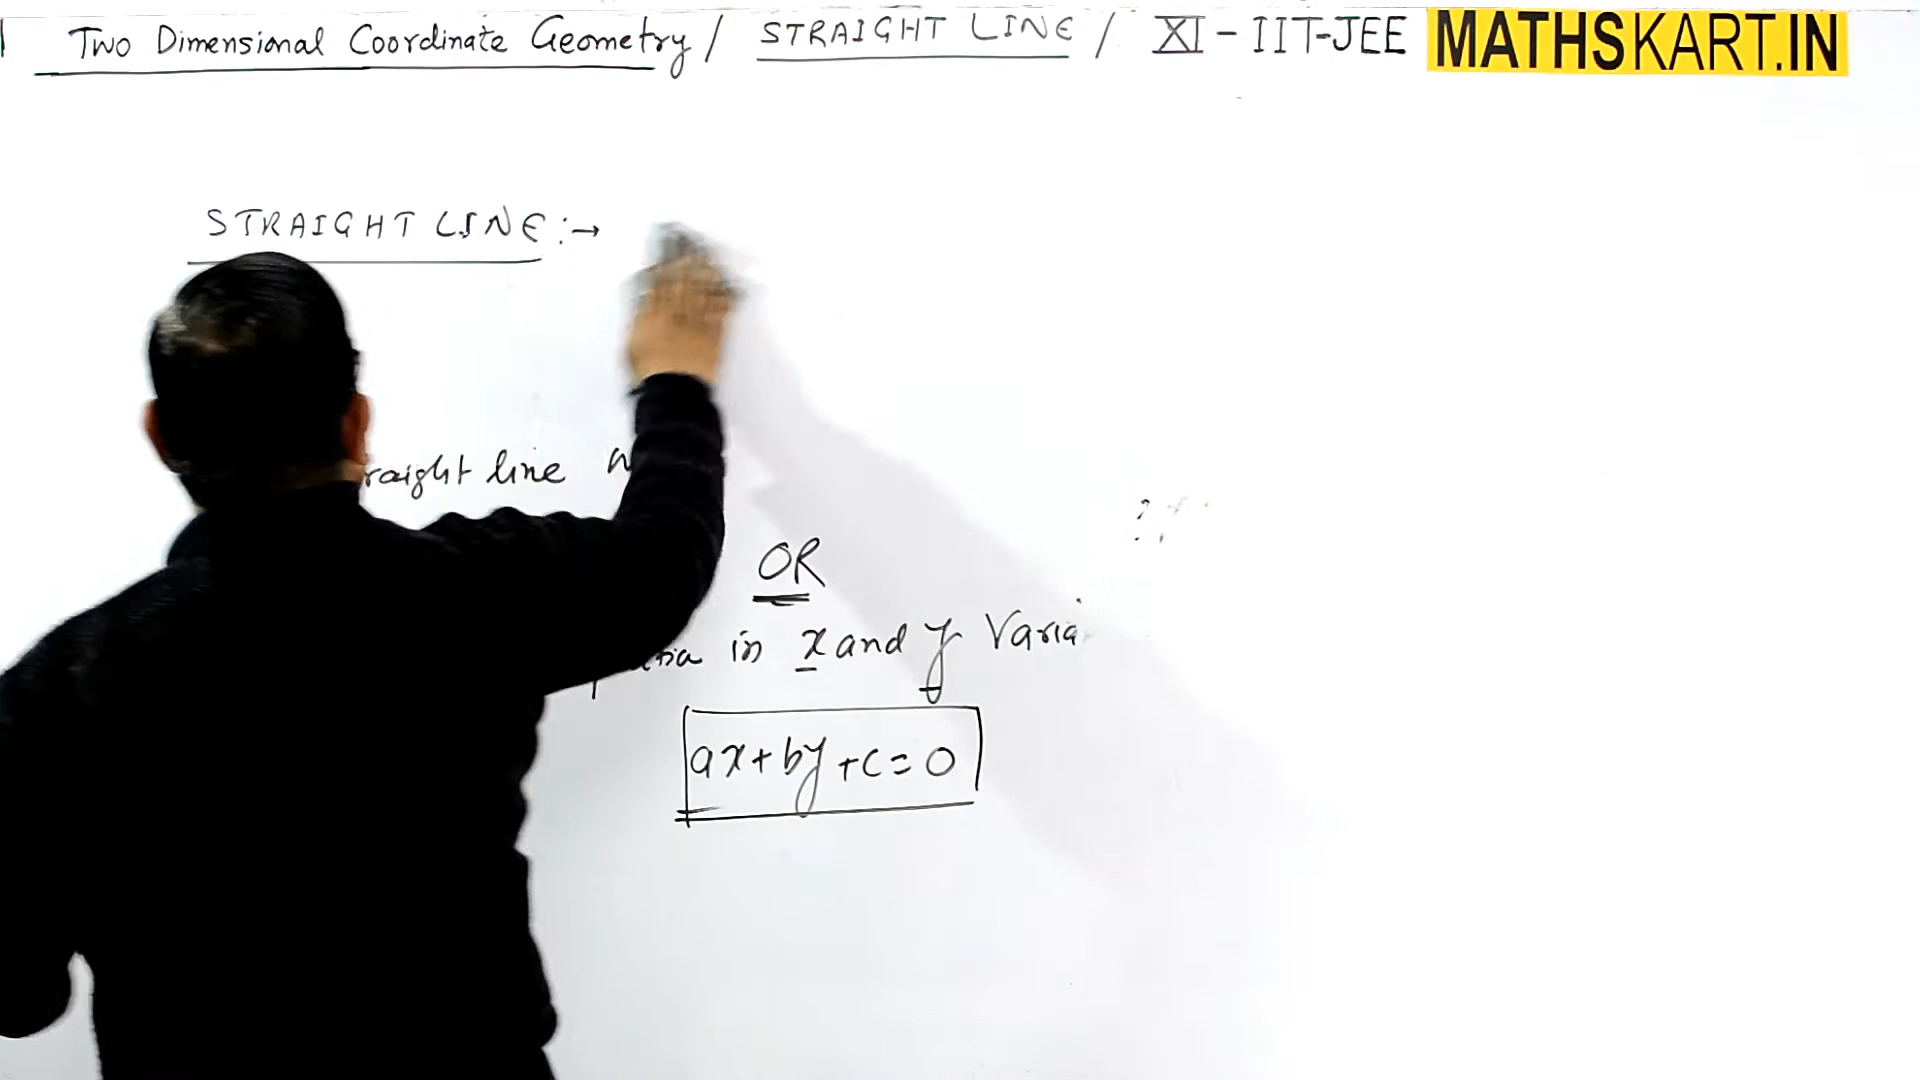 Two Dimensional Coordinate Geometry / STRAIGHT LINE / XI - IIT-JEE MATHSKART.IN
STRAIGHT LINE :→
raight line
OR
in x and y Varia
ax+by+c=0